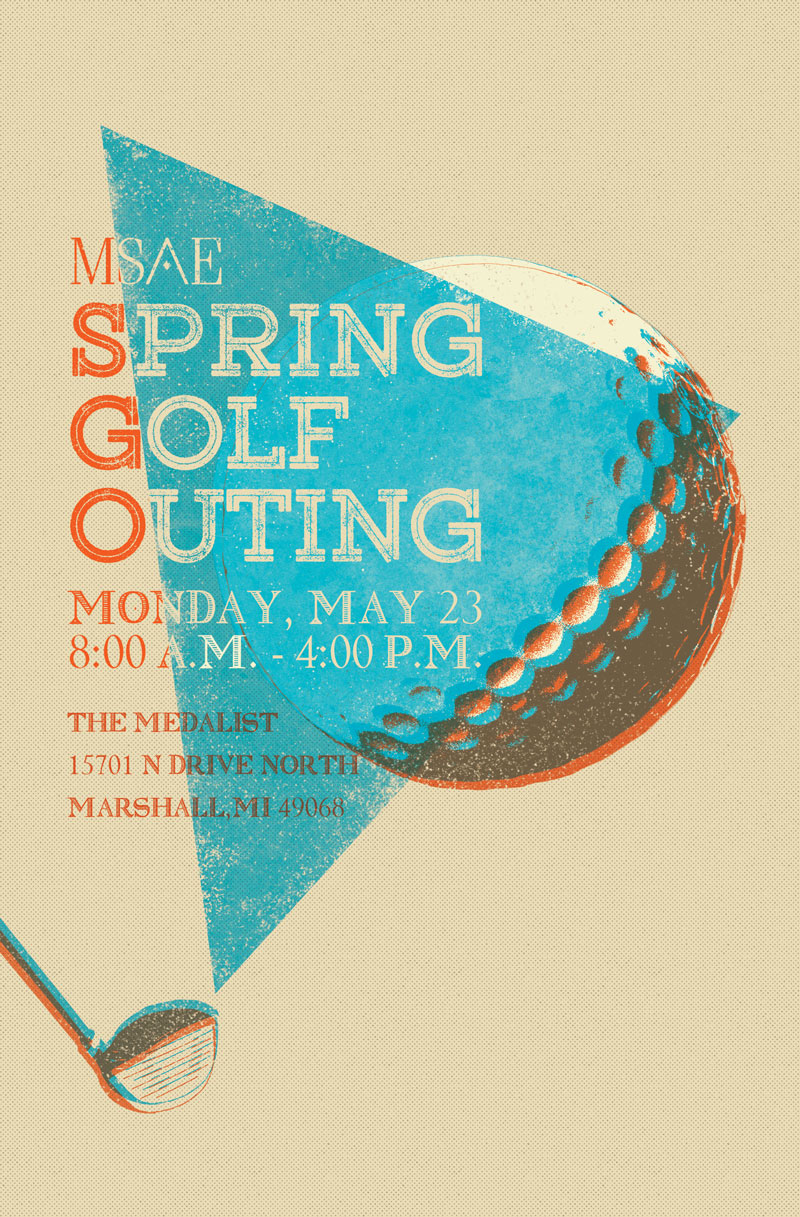 MSAE
SPRING
GOLF
OUTING
MONDAY, MAY 23
8:00 A.M. - 4:00 P.M.
THE MEDALIST
15701 N DRIVE NORTH
MARSHALL,MI 49068